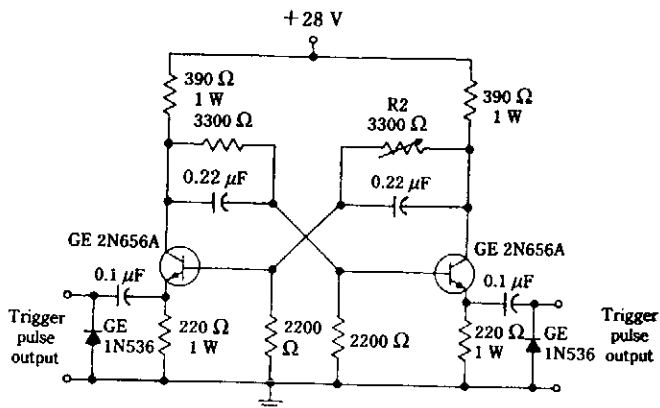 +28 V
390 Ω
1 W
3300 Ω
R2
3300 Ω
390 Ω
1 W
0.22 µF
0.22 µF
GE 2N656A
GE 2N656A
0.1 µF
0.1 µF
Trigger
pulse
output
GE
1N536
220 Ω
1 W
2200
Ω
2200 Ω
220 Ω
1 W
GE
1N536
Trigger
pulse
output